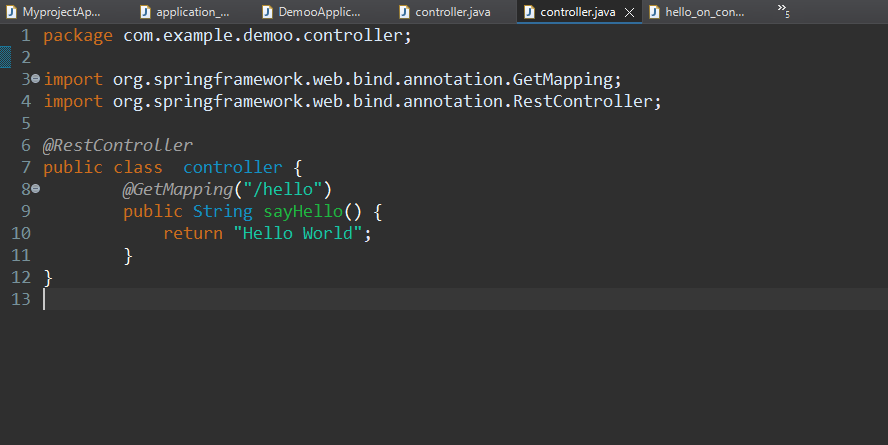 MyprojectAp...
application_...
DemooApplic...
controller.java
controller.java
hello_on_con...
»5
1 package com.example.demoo.controller;
2
3 import org.springframework.web.bind.annotation.GetMapping;
4 import org.springframework.web.bind.annotation.RestController;
5
6 @RestController
7 public class  controller {
8         @GetMapping("/hello")
9         public String sayHello() {
10             return "Hello World";
11         }
12 }
13